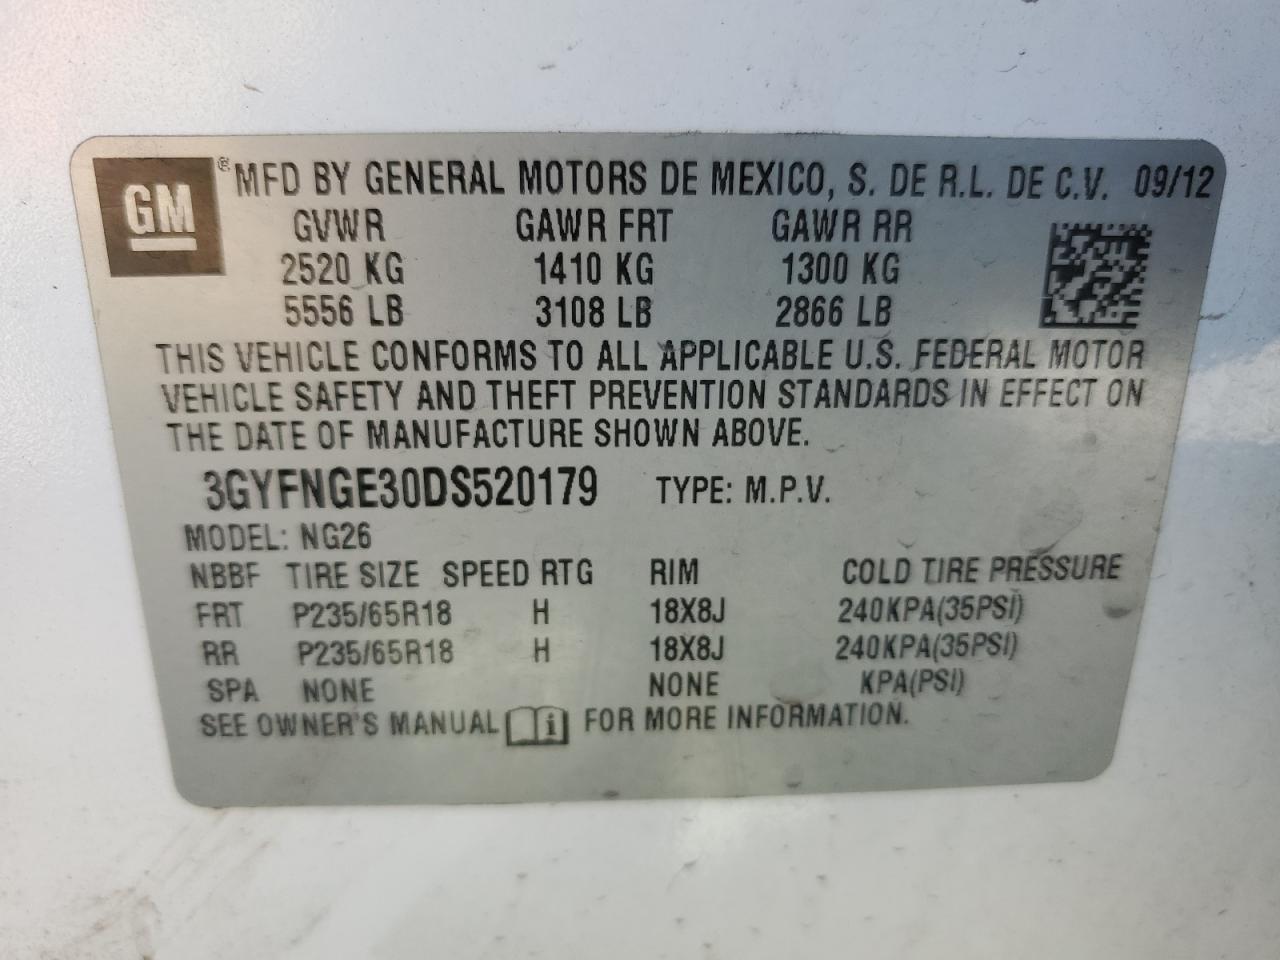 GM ® MFD BY GENERAL MOTORS DE MEXICO, S. DE R.L. DE C.V. 09/12
GVWR GAWR FRT GAWR RR
2520 KG 1410 KG 1300 KG
5556 LB 3108 LB 2866 LB
THIS VEHICLE CONFORMS TO ALL APPLICABLE U.S. FEDERAL MOTOR
VEHICLE SAFETY AND THEFT PREVENTION STANDARDS IN EFFECT ON
THE DATE OF MANUFACTURE SHOWN ABOVE.
3GYFNGE30DS520179 TYPE: M.P.V.
MODEL: NG26
NBBF TIRE SIZE SPEED RTG RIM COLD TIRE PRESSURE
FRT P235/65R18 H 18X8J 240KPA(35PSI)
RR P235/65R18 H 18X8J 240KPA(35PSI)
SPA NONE NONE KPA(PSI)
SEE OWNER'S MANUAL i FOR MORE INFORMATION.